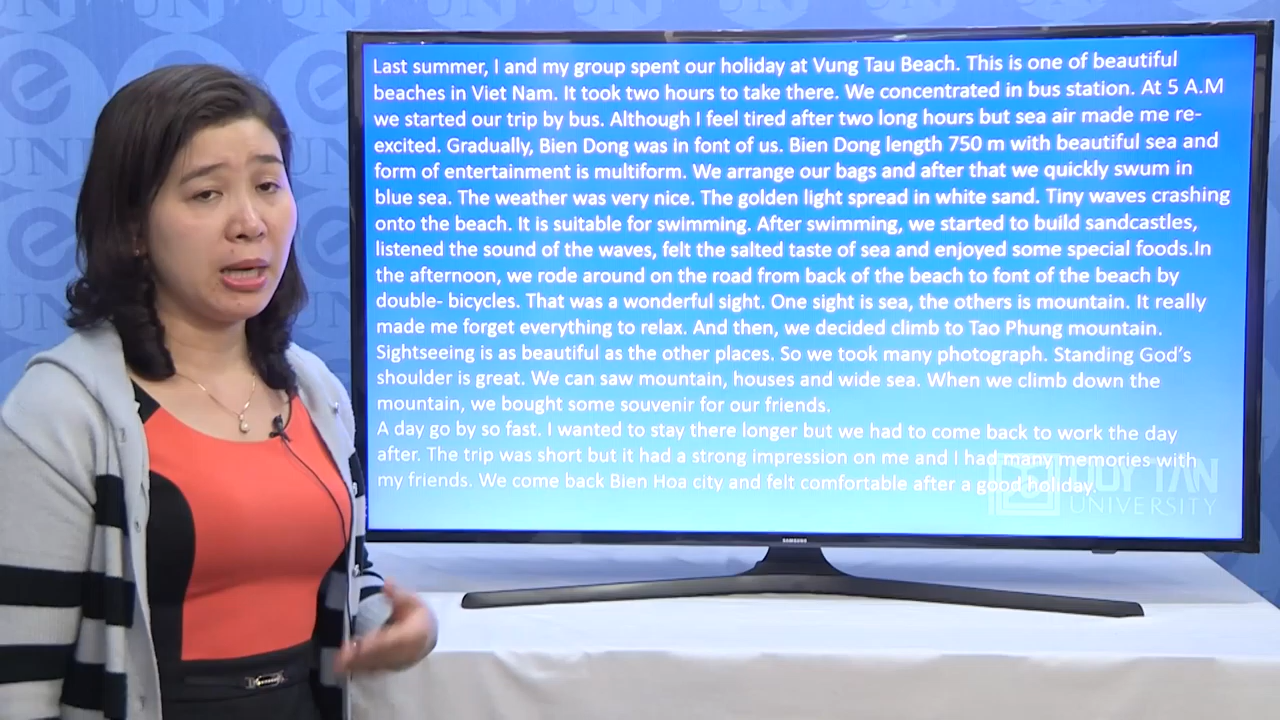 Last summer, I and my group spent our holiday at Vung Tau Beach. This is one of beautiful
beaches in Viet Nam. It took two hours to take there. We concentrated in bus station. At 5 A.M
we started our trip by bus. Although I feel tired after two long hours but sea air made me re-
excited. Gradually, Bien Dong was in font of us. Bien Dong length 750 m with beautiful sea and
form of entertainment is multiform. We arrange our bags and after that we quickly swum in
blue sea. The weather was very nice. The golden light spread in white sand. Tiny waves crashing
onto the beach. It is suitable for swimming. After swimming, we started to build sandcastles,
listened the sound of the waves, felt the salted taste of sea and enjoyed some special foods.In
the afternoon, we rode around on the road from back of the beach to font of the beach by
double- bicycles. That was a wonderful sight. One sight is sea, the others is mountain. It really
made me forget everything to relax. And then, we decided climb to Tao Phung mountain.
Sightseeing is as beautiful as the other places. So we took many photograph. Standing God's
shoulder is great. We can saw mountain, houses and wide sea. When we climb down the
mountain, we bought some souvenir for our friends.
A day go by so fast. I wanted to stay there longer but we had to come back to work the day
after. The trip was short but it had a strong impression on me and I had many memories with
my friends. We come back Bien Hoa city and felt comfortable after a good holiday.
DUY TAN
UNIVERSITY
SAMSUNG